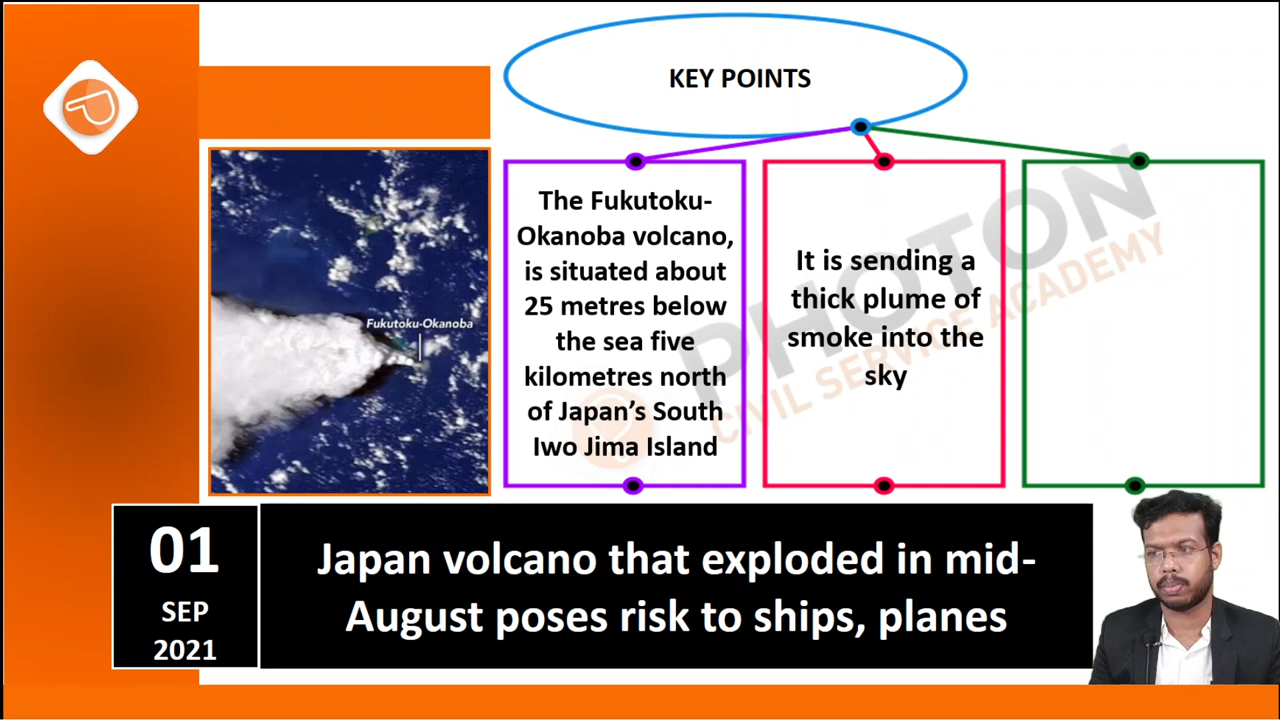 KEY POINTS
The Fukutoku-
Okanoba volcano,
is situated about
25 metres below
the sea five
kilometres north
of Japan’s South
Iwo Jima Island
It is sending a
thick plume of
smoke into the
sky
PHOTON
CIVIL SERVICE ACADEMY
Fukutoku-Okanoba
01
SEP
2021
Japan volcano that exploded in mid-
August poses risk to ships, planes